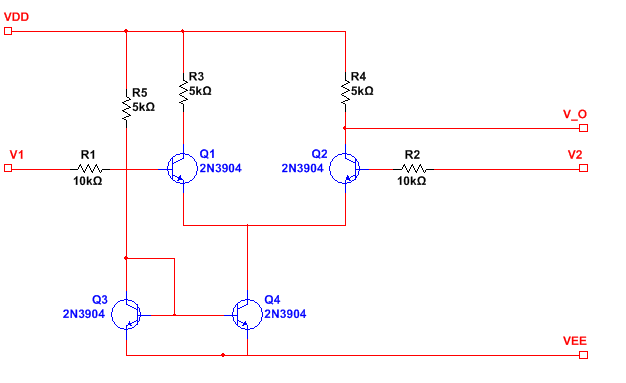 VDD
R5
5kΩ
R3
5kΩ
R4
5kΩ
V_O
V1
R1
10kΩ
Q1
2N3904
Q2
2N3904
R2
10kΩ
V2
Q3
2N3904
Q4
2N3904
VEE